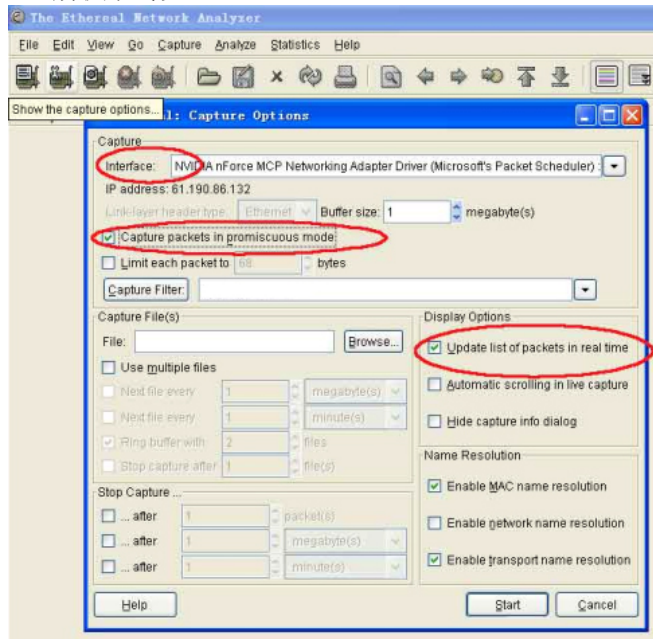 The Ethereal Network Analyzer
File Edit View Go Capture Analyze Statistics Help
Show the capture options...
l: Capture Options
Capture
Interface: NVIDIA nForce MCP Networking Adapter Driver (Microsoft's Packet Scheduler) :
IP address: 61.190.86.132
Link-layer header type: Ethernet Buffer size: 1 megabyte(s)
Capture packets in promiscuous mode
Limit each packet to 68 bytes
Capture Filter:
Capture File(s)
File: Browse...
Use multiple files
Next file every 1 megabyte(s)
Next file every 1 minute(s)
Ring buffer with 2 files
Stop capture after 1 file(s)
Stop Capture ...
... after 1 packet(s)
... after 1 megabyte(s)
... after 1 minute(s)
Display Options
Update list of packets in real time
Automatic scrolling in live capture
Hide capture info dialog
Name Resolution
Enable MAC name resolution
Enable network name resolution
Enable transport name resolution
Help Start Cancel